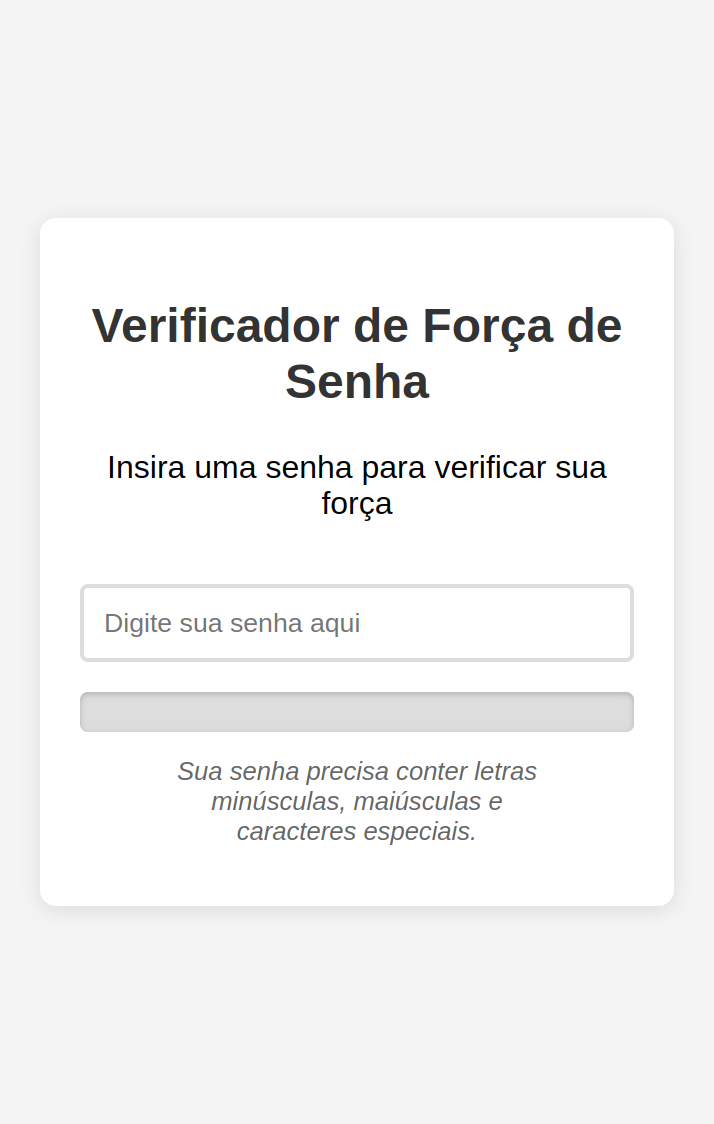 Verificador de Força de
Senha
Insira uma senha para verificar sua
força
Digite sua senha aqui
Sua senha precisa conter letras
minúsculas, maiúsculas e
caracteres especiais.